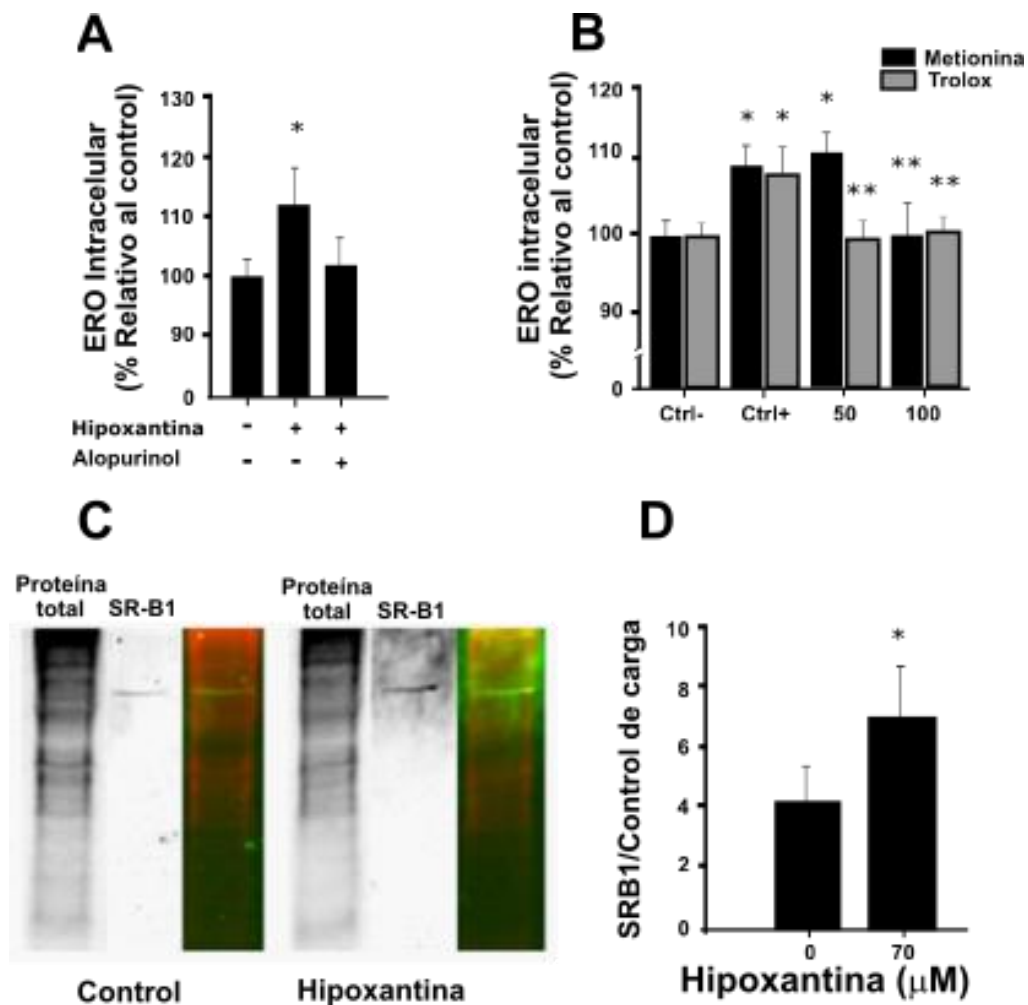 A
ERO Intracelular
(% Relativo al control)
130
120
110
100
90
0
*
Hipoxantina - + +
Alopurinol - - +
B
Metionina
Trolox
ERO intracelular
(% Relativo al control)
120
110
100
90
0
* * * ** ** **
Ctrl- Ctrl+ 50 100
C
Proteína total SR-B1
Proteína total SR-B1
Control Hipoxantina
D
SRB1/Control de carga
10
8
6
4
2
0
*
0 70
Hipoxantina (µM)